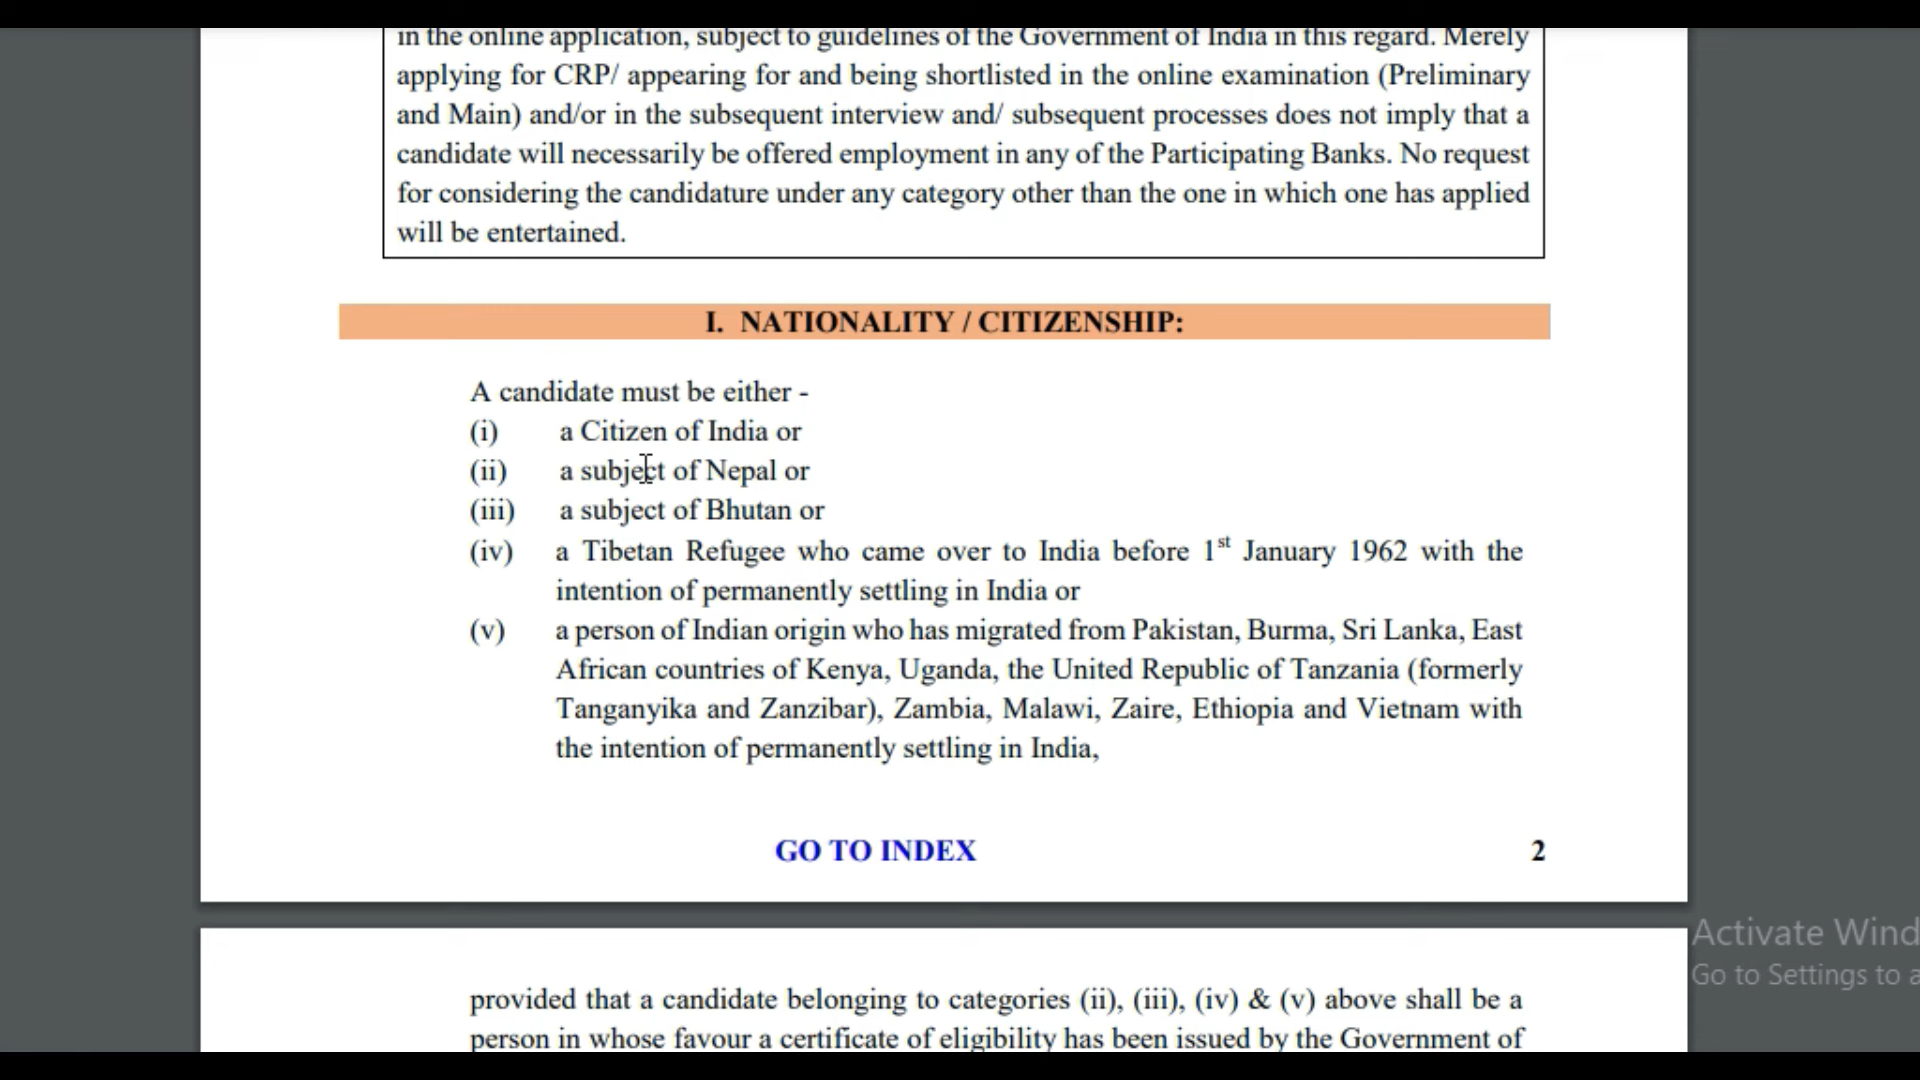 in the online application, subject to guidelines of the Government of India in this regard. Merely
applying for CRP/ appearing for and being shortlisted in the online examination (Preliminary
and Main) and/or in the subsequent interview and/ subsequent processes does not imply that a
candidate will necessarily be offered employment in any of the Participating Banks. No request
for considering the candidature under any category other than the one in which one has applied
will be entertained.
I. NATIONALITY / CITIZENSHIP:
A candidate must be either -
(i) a Citizen of India or
(ii) a subject of Nepal or
(iii) a subject of Bhutan or
(iv) a Tibetan Refugee who came over to India before 1st January 1962 with the
intention of permanently settling in India or
(v) a person of Indian origin who has migrated from Pakistan, Burma, Sri Lanka, East
African countries of Kenya, Uganda, the United Republic of Tanzania (formerly
Tanganyika and Zanzibar), Zambia, Malawi, Zaire, Ethiopia and Vietnam with
the intention of permanently settling in India,
GO TO INDEX 2
Activate Wind
Go to Settings to a
provided that a candidate belonging to categories (ii), (iii), (iv) & (v) above shall be a
person in whose favour a certificate of eligibility has been issued by the Government of